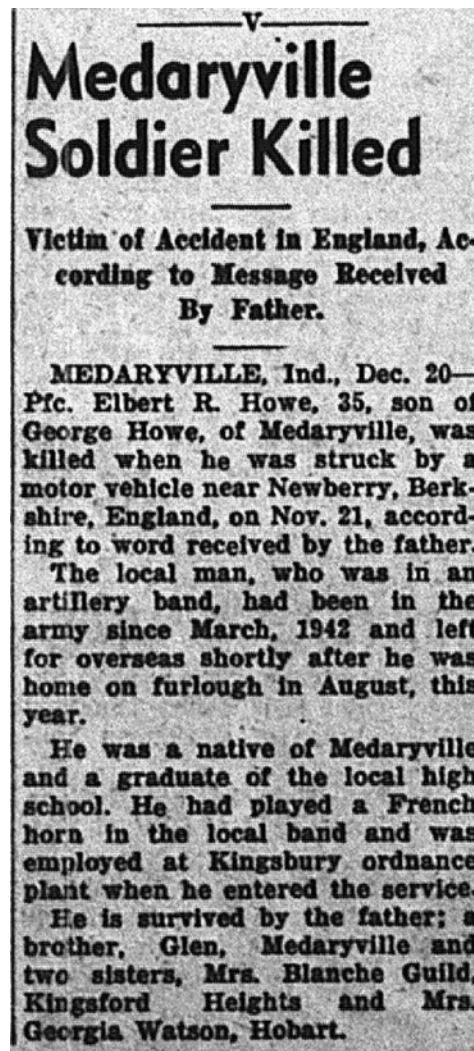 V
Medaryville
Soldier Killed
Victim of Accident in England, Ac-
cording to Message Received
By Father.
MEDARYVILLE, Ind., Dec. 20—
Pfc. Elbert R. Howe, 35, son of
George Howe, of Medaryville, was
killed when he was struck by a
motor vehicle near Newberry, Berk-
shire, England, on Nov. 21, accord-
ing to word received by the father.
The local man, who was in an
artillery band, had been in the
army since March, 1942 and left
for overseas shortly after he was
home on furlough in August, this
year.
He was a native of Medaryville
and a graduate of the local high
school. He had played a French
horn in the local band and was
employed at Kingsbury ordnance
plant when he entered the service.
He is survived by the father; a
brother, Glen, Medaryville and
two sisters, Mrs. Blanche Guild,
Kingsford Heights and Mrs.
Georgia Watson, Hobart.